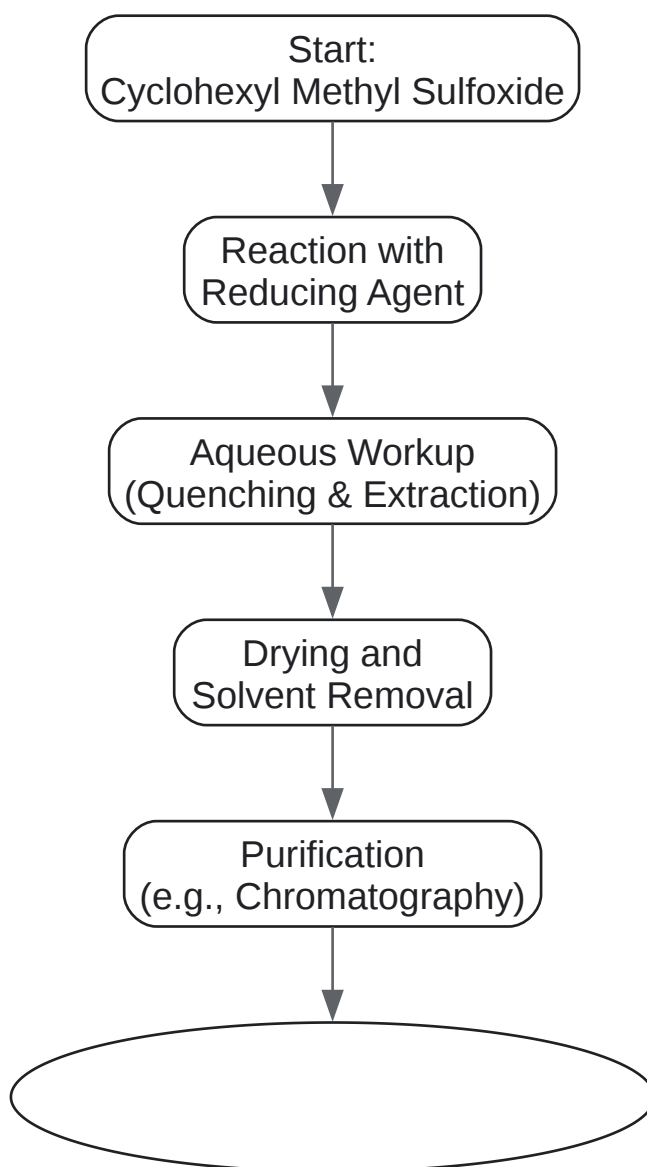 Start:
Cyclohexyl Methyl Sulfoxide
Reaction with
Reducing Agent
Aqueous Workup
(Quenching & Extraction)
Drying and
Solvent Removal
Purification
(e.g., Chromatography)